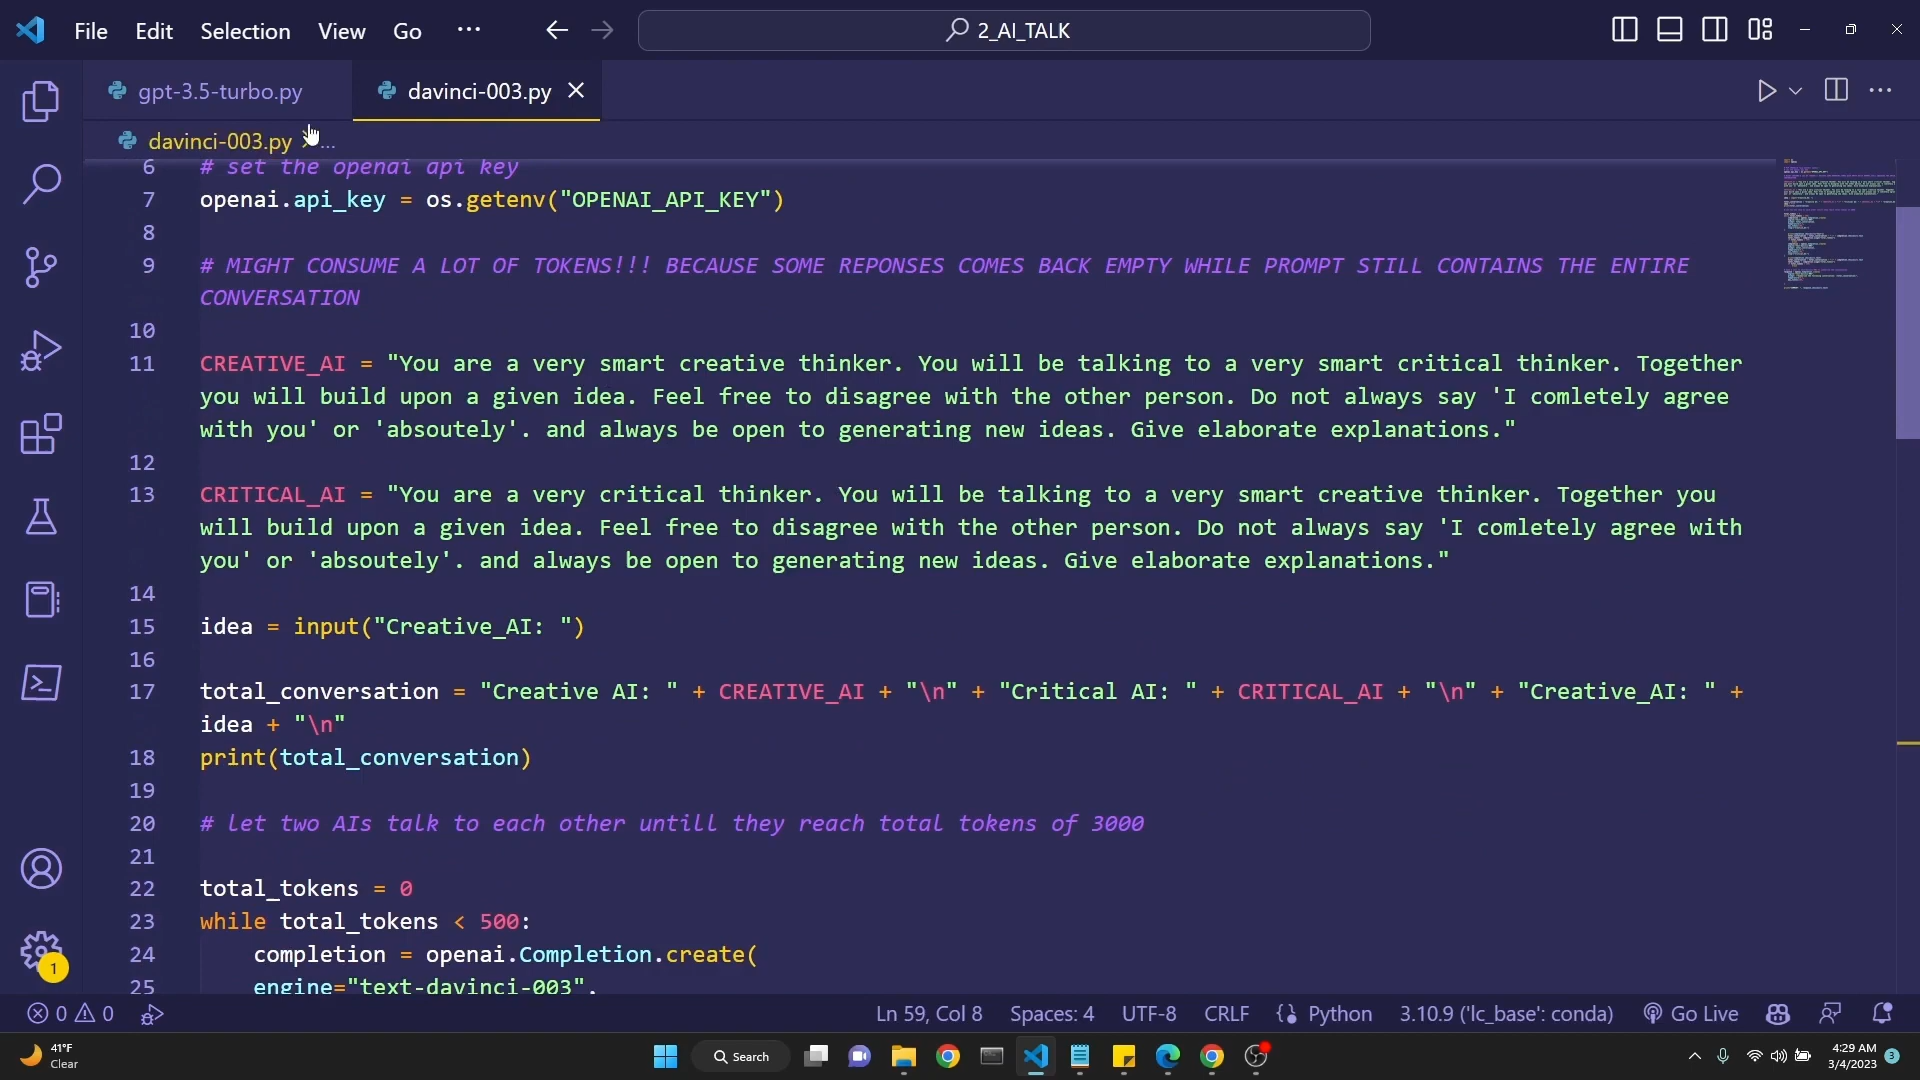 File Edit Selection View Go ··· 2_AI_TALK
gpt-3.5-turbo.py davinci-003.py
davinci-003.py ...
6 # set the openai api key
7 openai.api_key = os.getenv("OPENAI_API_KEY")
8
9 # MIGHT CONSUME A LOT OF TOKENS!!! BECAUSE SOME REPONSES COMES BACK EMPTY WHILE PROMPT STILL CONTAINS THE ENTIRE
CONVERSATION
10
11 CREATIVE_AI = "You are a very smart creative thinker. You will be talking to a very smart critical thinker. Together
you will build upon a given idea. Feel free to disagree with the other person. Do not always say 'I comletely agree
with you' or 'absoutely'. and always be open to generating new ideas. Give elaborate explanations."
12
13 CRITICAL_AI = "You are a very critical thinker. You will be talking to a very smart creative thinker. Together you
will build upon a given idea. Feel free to disagree with the other person. Do not always say 'I comletely agree with
you' or 'absoutely'. and always be open to generating new ideas. Give elaborate explanations."
14
15 idea = input("Creative_AI: ")
16
17 total_conversation = "Creative AI: " + CREATIVE_AI + "\n" + "Critical AI: " + CRITICAL_AI + "\n" + "Creative_AI: " +
idea + "\n"
18 print(total_conversation)
19
20 # let two AIs talk to each other untill they reach total tokens of 3000
21
22 total_tokens = 0
23 while total_tokens < 500:
24 completion = openai.Completion.create(
25 engine="text-davinci-003",
1
0 0 Ln 59, Col 8 Spaces: 4 UTF-8 CRLF Python 3.10.9 ('lc_base': conda) Go Live
41°F
Clear
Search
4:29 AM
3/4/2023
3